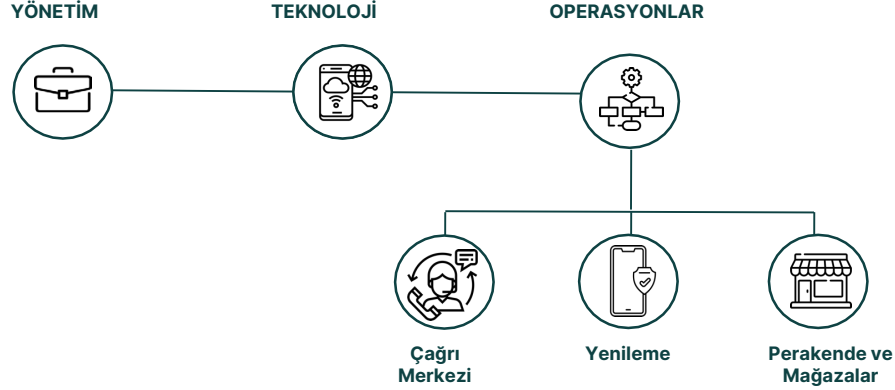 YÖNETİM
TEKNOLOJİ
OPERASYONLAR
Çağrı
Merkezi
Yenileme
Perakende ve
Mağazalar